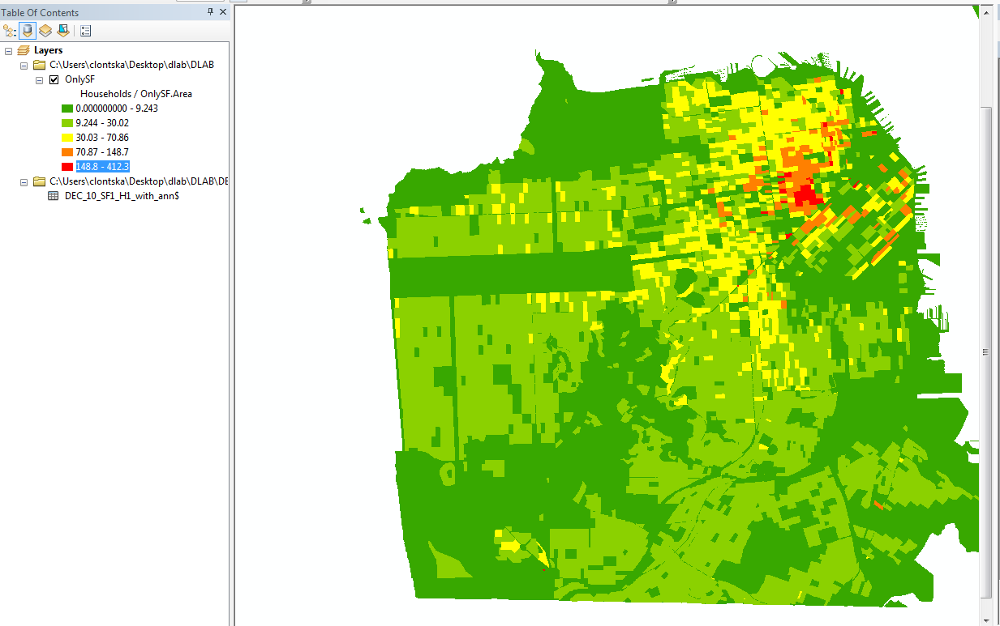 Table Of Contents
Layers
C:\Users\clontska\Desktop\dlab\DLAB
OnlySF
Households / OnlySF.Area
0.000000000 - 9.243
9.244 - 30.02
30.03 - 70.86
70.87 - 148.7
148.8 - 412.3
C:\Users\clontska\Desktop\dlab\DLAB\DE
DEC_10_SF1_H1_with_ann$